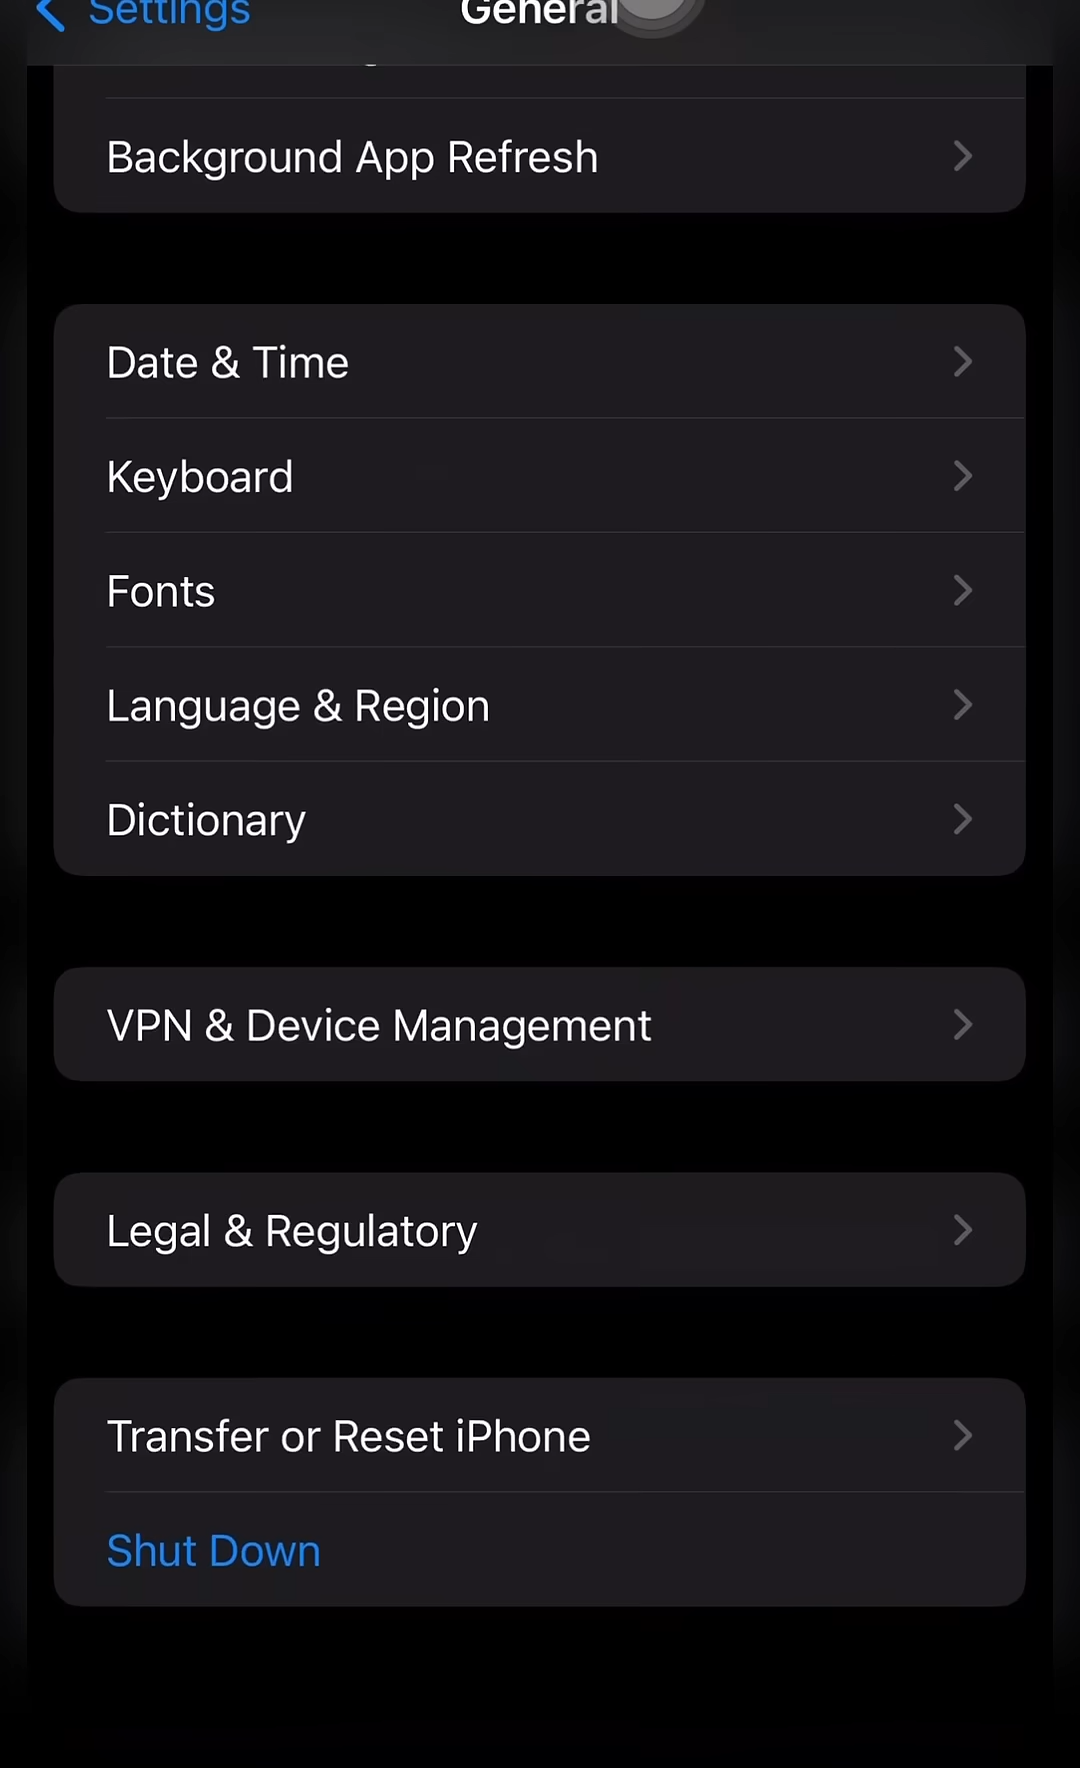 Settings
General
Background App Refresh
Date & Time
Keyboard
Fonts
Language & Region
Dictionary
VPN & Device Management
Legal & Regulatory
Transfer or Reset iPhone
Shut Down